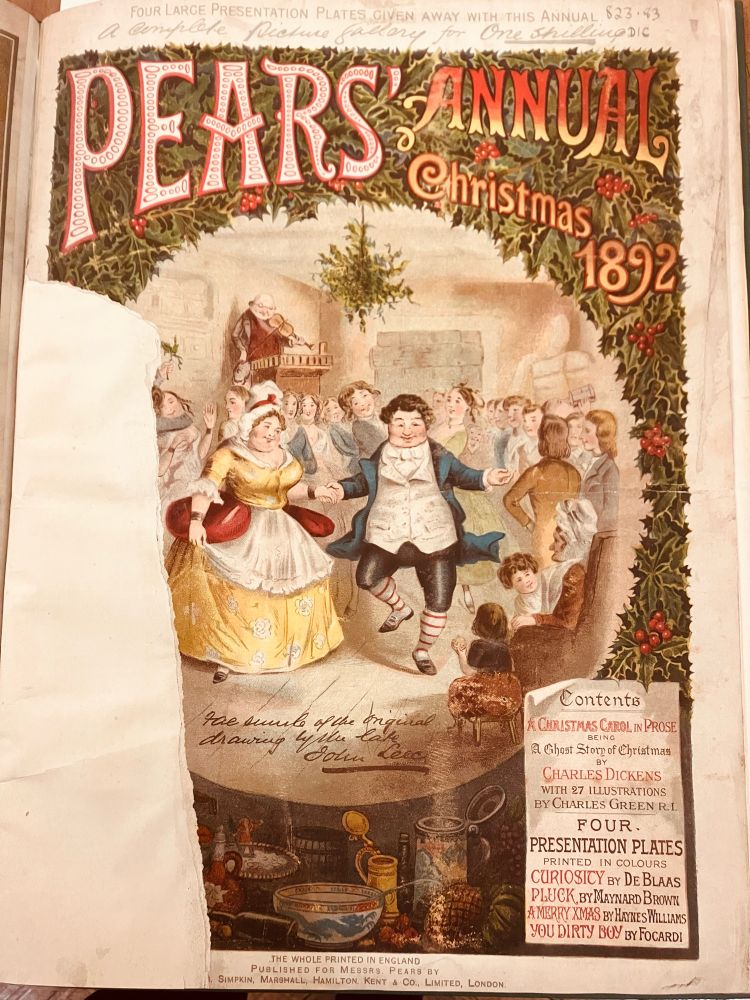 FOUR LARGE PRESENTATION PLATES GIVEN AWAY WITH THIS ANNUAL 823.83
A complete Picture Gallery for One Shilling DIC
PEARS' ANNUAL
Christmas
1892
Facsimile of the Original
drawing by the late
John Leech
Contents
A CHRISTMAS CAROL IN PROSE
BEING
A Ghost Story of Christmas
BY
CHARLES DICKENS
WITH 27 ILLUSTRATIONS
BY CHARLES GREEN R.I.
FOUR.
PRESENTATION PLATES
PRINTED IN COLOURS
CURIOSITY BY DE BLAAS
PLUCK, BY MAYNARD BROWN
A MERRY XMAS BY HAYNES WILLIAMS
YOU DIRTY BOY BY FOCARDI
THE WHOLE PRINTED IN ENGLAND
PUBLISHED FOR MESSRS. PEARS BY
SIMPKIN, MARSHALL, HAMILTON, KENT & CO., LIMITED, LONDON.